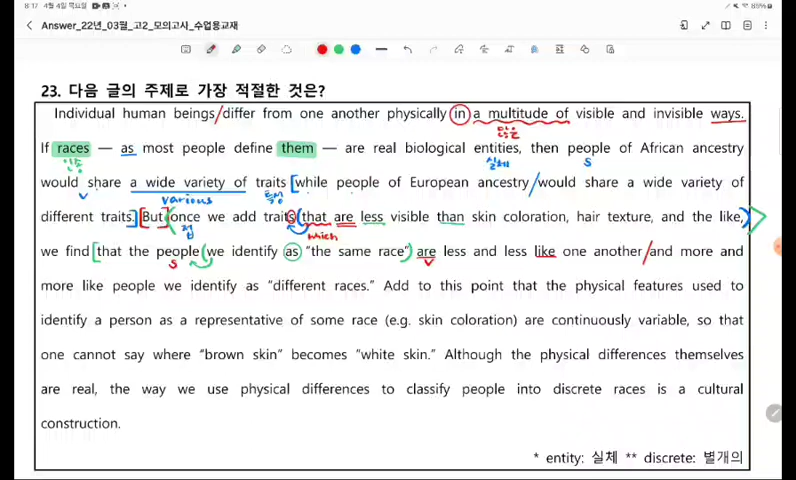 8:17 4월 4일 목요일
85%
Answer_22년_03월_고2_모의고사_수업용교재
23. 다음 글의 주제로 가장 적절한 것은?
Individual human beings/differ from one another physically in a multitude of visible and invisible ways.
많은
If races — as most people define them — are real biological entities, then people of African ancestry
인종 실체 S
would share a wide variety of traits [while people of European ancestry/would share a wide variety of
V various 특징
different traits.] [But] (once we add traits (that are less visible than skin coloration, hair texture, and the like,)
접 which
we find [that the people (we identify as "the same race") are less and less like one another/and more and
S V
more like people we identify as "different races." Add to this point that the physical features used to
identify a person as a representative of some race (e.g. skin coloration) are continuously variable, so that
one cannot say where "brown skin" becomes "white skin." Although the physical differences themselves
are real, the way we use physical differences to classify people into discrete races is a cultural
construction.
* entity: 실체 ** discrete: 별개의